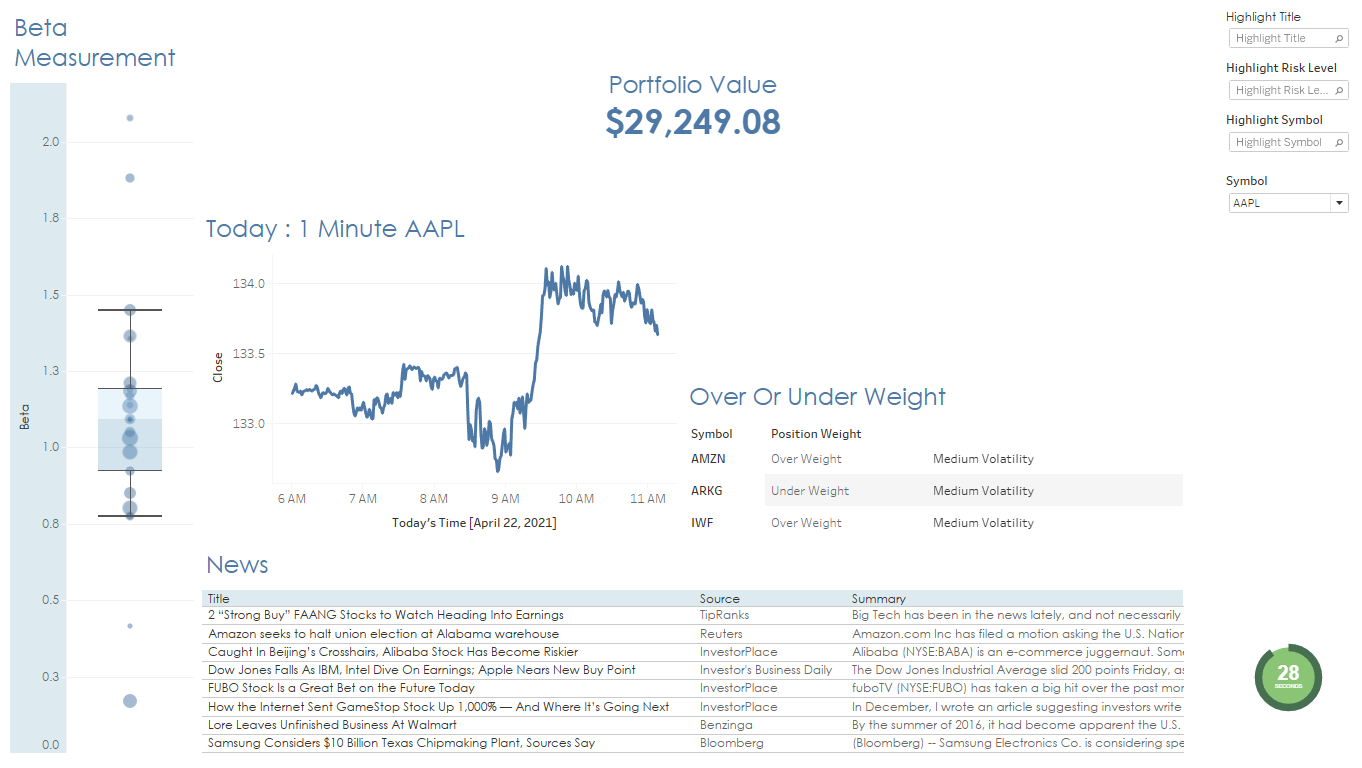 Beta
Measurement
Portfolio Value
$29,249.08
Highlight Title
Highlight Title
Highlight Risk Level
Highlight Risk Le...
Highlight Symbol
Highlight Symbol
Symbol
AAPL
Beta
2.0
1.8
1.5
1.3
1.0
0.8
0.5
0.3
0.0
Today : 1 Minute AAPL
Close
134.0
133.5
133.0
6 AM 7 AM 8 AM 9 AM 10 AM 11 AM
Today's Time [April 22, 2021]
Over Or Under Weight
Symbol Position Weight
AMZN Over Weight Medium Volatility
ARKG Under Weight Medium Volatility
IWF Over Weight Medium Volatility
News
Title Source Summary
2 “Strong Buy” FAANG Stocks to Watch Heading Into Earnings TipRanks Big Tech has been in the news lately, and not necessarily
Amazon seeks to halt union election at Alabama warehouse Reuters Amazon.com Inc has filed a motion asking the U.S. Nation
Caught In Beijing’s Crosshairs, Alibaba Stock Has Become Riskier InvestorPlace Alibaba (NYSE:BABA) is an e-commerce juggernaut. Some
Dow Jones Falls As IBM, Intel Dive On Earnings; Apple Nears New Buy Point Investor's Business Daily The Dow Jones Industrial Average slid 200 points Friday, as
FUBO Stock Is a Great Bet on the Future Today InvestorPlace fuboTV (NYSE:FUBO) has taken a big hit over the past mor
How the Internet Sent GameStop Stock Up 1,000% — And Where It’s Going Next InvestorPlace In December, I wrote an article suggesting investors write
Lore Leaves Unfinished Business At Walmart Benzinga By the summer of 2016, it had become apparent the U.S.
Samsung Considers $10 Billion Texas Chipmaking Plant, Sources Say Bloomberg (Bloomberg) -- Samsung Electronics Co. is considering spe
28
SECONDS